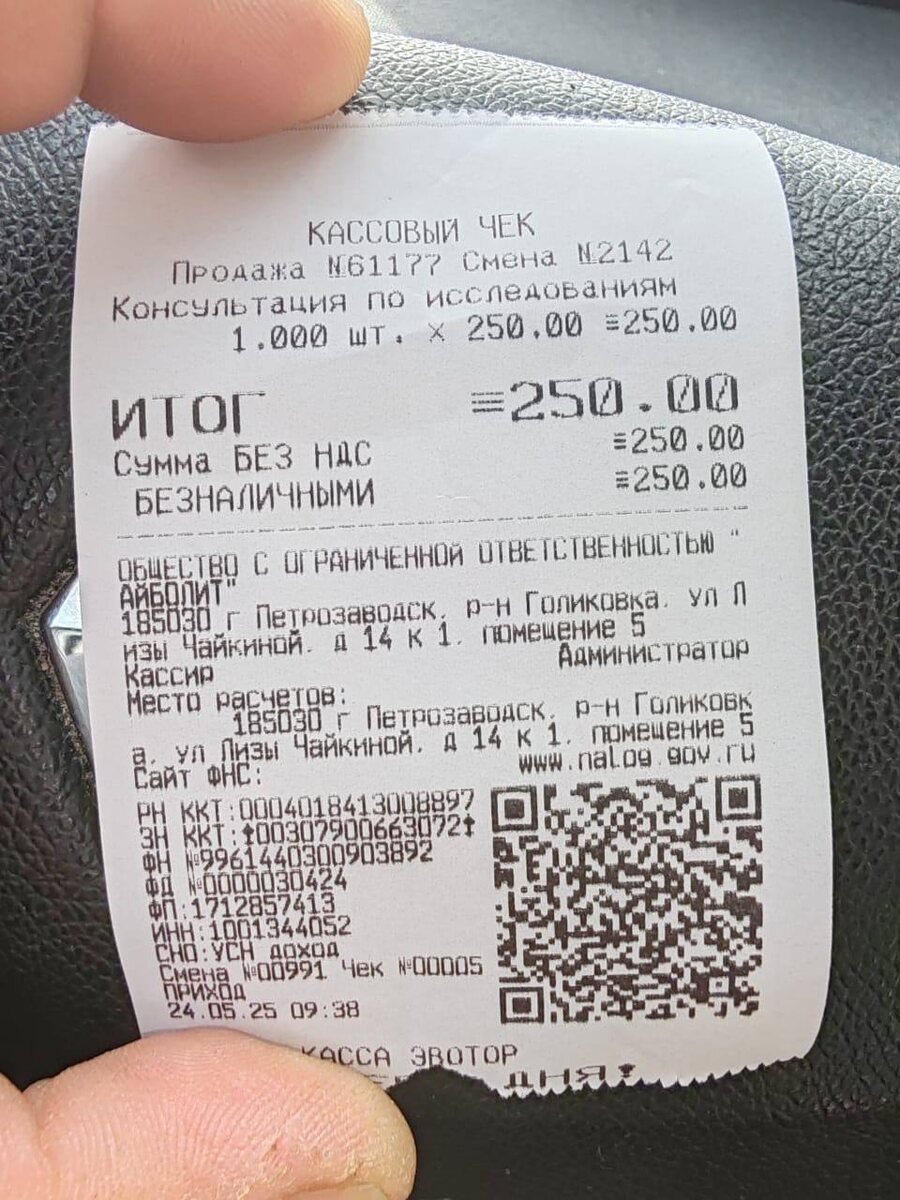 КАССОВЫЙ ЧЕК
Продажа №61177 Смена №2142
Консультация по исследованиям
1.000 шт. × 250.00 ≡250.00
ИТОГ ≡250.00
Сумма БЕЗ НДС ≡250.00
БЕЗНАЛИЧНЫМИ ≡250.00
ОБЩЕСТВО С ОГРАНИЧЕННОЙ ОТВЕТСТВЕННОСТЬЮ "
АЙБОЛИТ"
185030 г Петрозаводск, р-н Голиковка, ул Л
изы Чайкиной, д 14 к 1, помещение 5
Кассир Администратор
Место расчетов:
185030 г Петрозаводск, р-н Голиковк
а, ул Лизы Чайкиной, д 14 к 1, помещение 5
Сайт ФНС: www.nalog.gov.ru
РН ККТ:0004018413008897
ЗН ККТ:↑00307900663072↑
ФН №9961440300903892
ФД №0000030424
ФП:1712857413
ИНН:1001344052
СНО:УСН доход
Смена №00991 Чек №00005
ПРИХОД
24.05.25 09:38
КАССА ЭВОТОР
ДНЯ!